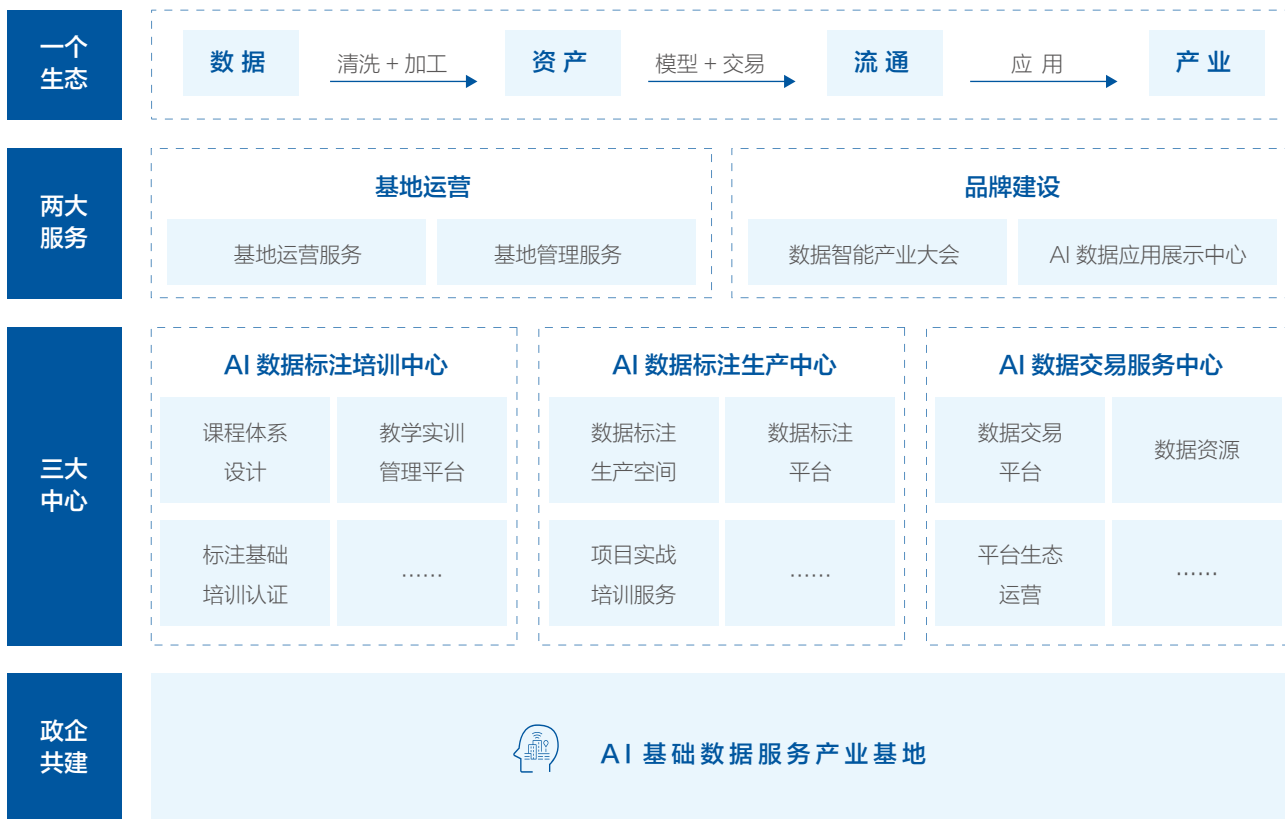 一个
生态
数据
清洗 + 加工
资产
模型 + 交易
流通
应用
产业
两大
服务
基地运营
基地运营服务
基地管理服务
品牌建设
数据智能产业大会
AI 数据应用展示中心
三大
中心
AI 数据标注培训中心
课程体系
设计
教学实训
管理平台
标注基础
培训认证
……
AI 数据标注生产中心
数据标注
生产空间
数据标注
平台
项目实战
培训服务
……
AI 数据交易服务中心
数据交易
平台
数据资源
平台生态
运营
……
政企
共建
AI 基础数据服务产业基地